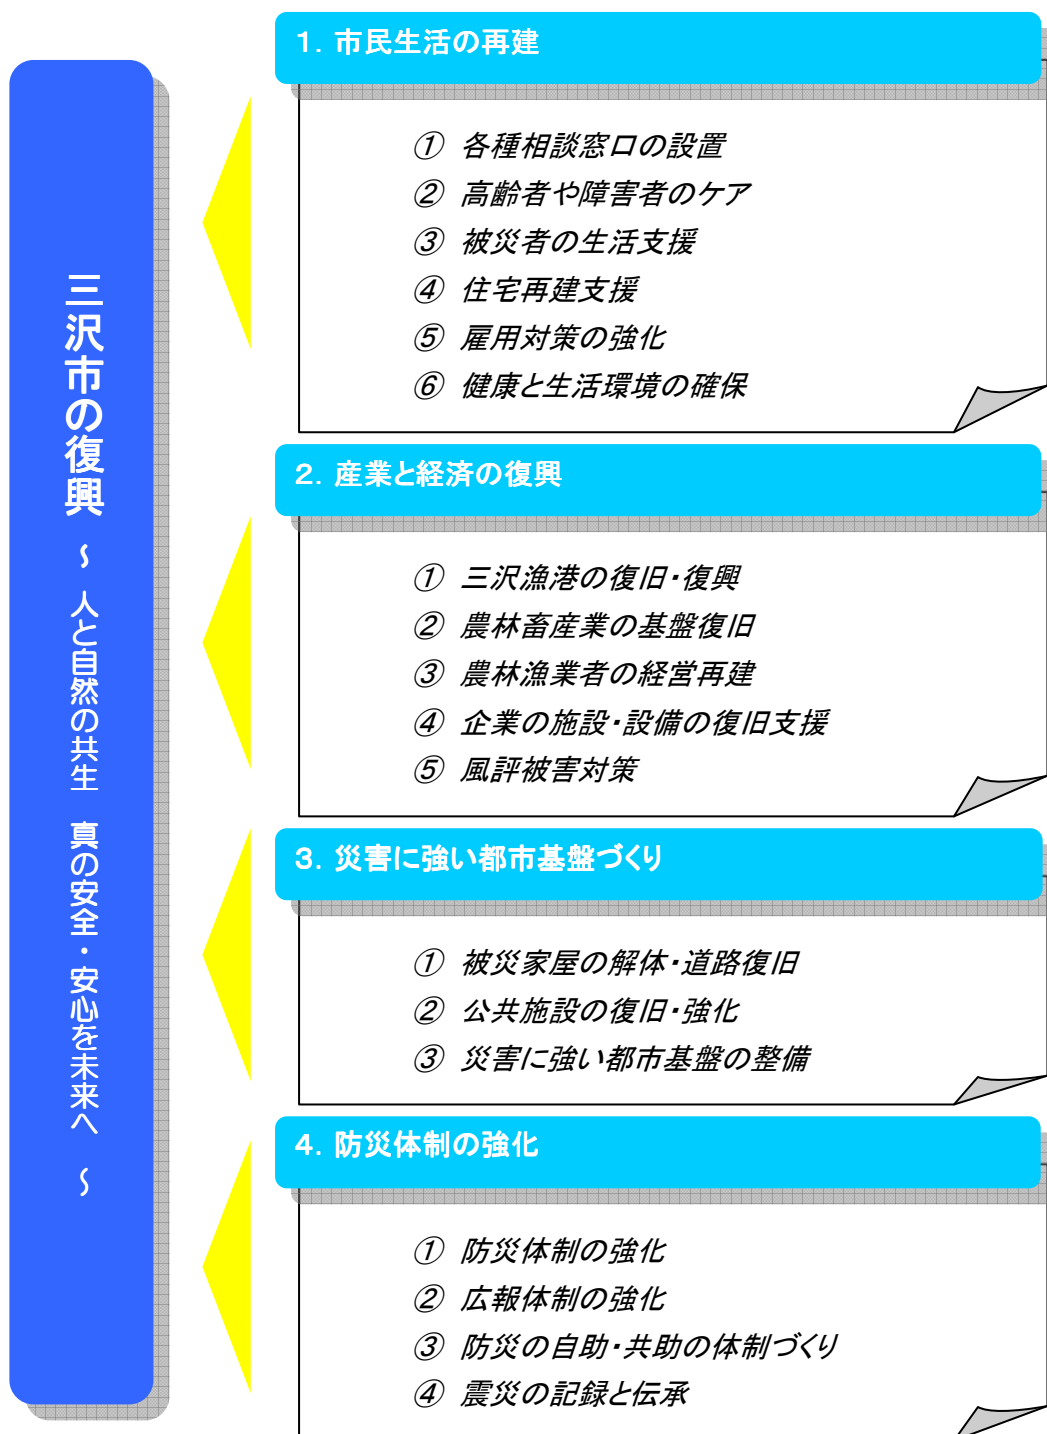 三沢市の復興 ～ 人と自然の共生 真の安全・安心を未来へ ～
１．市民生活の再建
① 各種相談窓口の設置
② 高齢者や障害者のケア
③ 被災者の生活支援
④ 住宅再建支援
⑤ 雇用対策の強化
⑥ 健康と生活環境の確保
２．産業と経済の復興
① 三沢漁港の復旧・復興
② 農林畜産業の基盤復旧
③ 農林漁業者の経営再建
④ 企業の施設・設備の復旧支援
⑤ 風評被害対策
３．災害に強い都市基盤づくり
① 被災家屋の解体・道路復旧
② 公共施設の復旧・強化
③ 災害に強い都市基盤の整備
４．防災体制の強化
① 防災体制の強化
② 広報体制の強化
③ 防災の自助・共助の体制づくり
④ 震災の記録と伝承